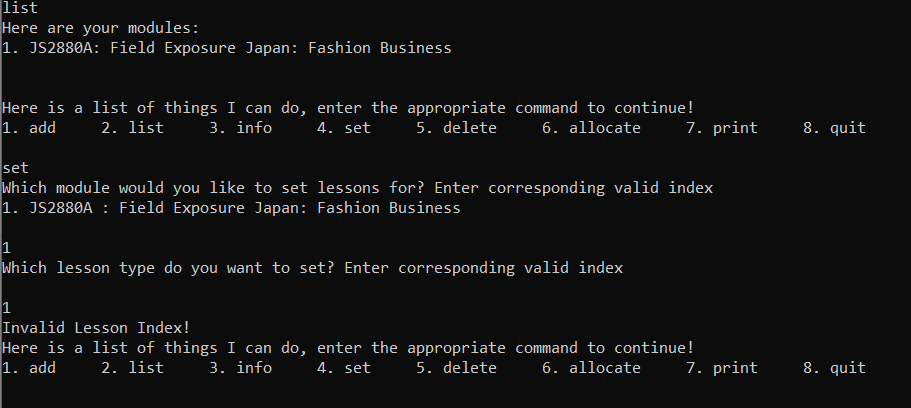 list
Here are your modules:
1. JS2880A: Field Exposure Japan: Fashion Business
Here is a list of things I can do, enter the appropriate command to continue!
1. add     2. list     3. info     4. set     5. delete     6. allocate     7. print     8. quit
set
Which module would you like to set lessons for? Enter corresponding valid index
1. JS2880A : Field Exposure Japan: Fashion Business
1
Which lesson type do you want to set? Enter corresponding valid index
1
Invalid Lesson Index!
Here is a list of things I can do, enter the appropriate command to continue!
1. add     2. list     3. info     4. set     5. delete     6. allocate     7. print     8. quit